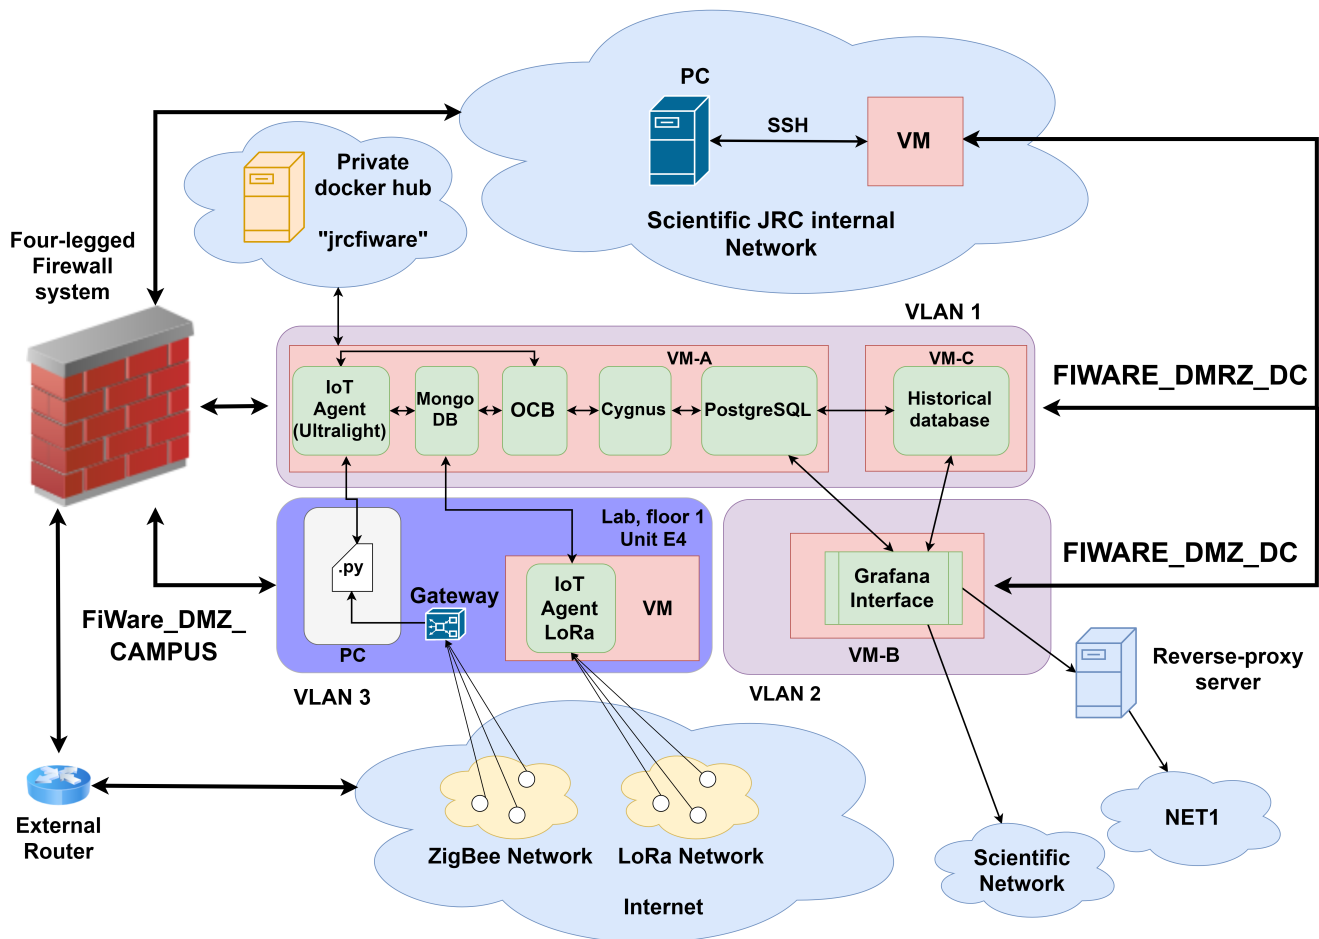 PC
SSH
VM
Scientific JRC internal
Network
Private
docker hub
"jrcfiware"
Four-legged
Firewall
system
VLAN 1
VM-A
VM-C
IoT
Agent
(Ultralight)
Mongo
DB
OCB
Cygnus
PostgreSQL
Historical
database
FIWARE_DMRZ_DC
Lab, floor 1
Unit E4
.py
PC
Gateway
IoT
Agent
LoRa
VM
VLAN 3
Grafana
Interface
VM-B
VLAN 2
FIWARE_DMZ_DC
FiWare_DMZ_
CAMPUS
Reverse-proxy
server
External
Router
ZigBee Network
LoRa Network
Internet
NET1
Scientific
Network